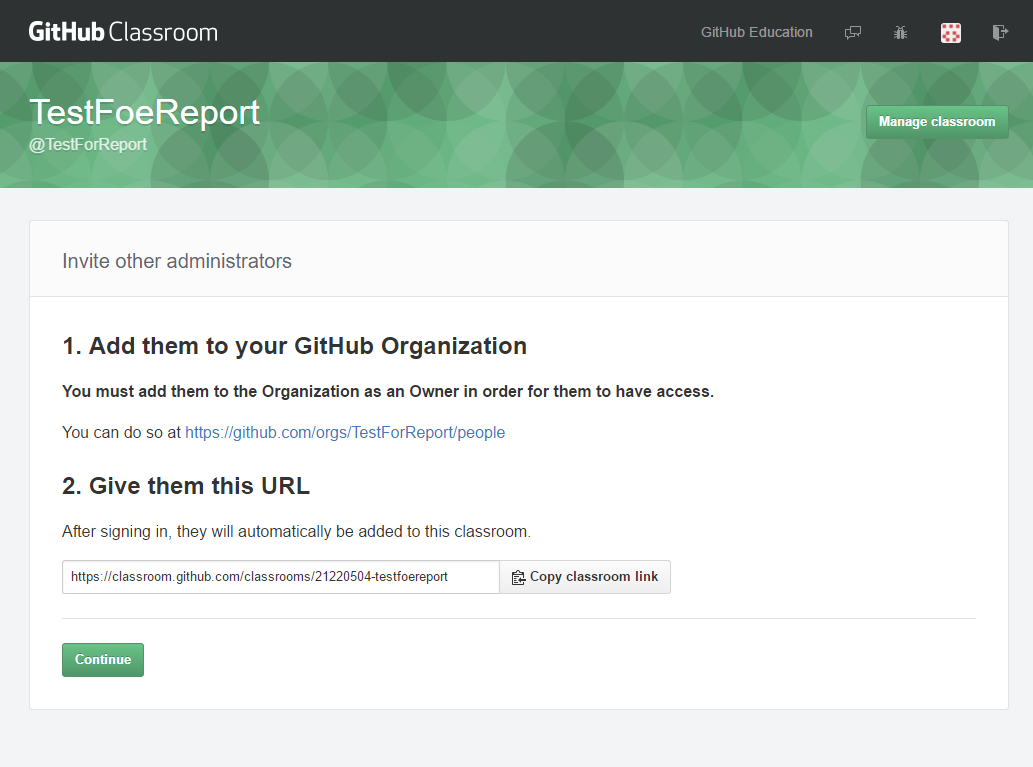 GitHub Classroom
GitHub Education
TestFoeReport
@TestForReport
Manage classroom
Invite other administrators
1. Add them to your GitHub Organization
You must add them to the Organization as an Owner in order for them to have access.
You can do so at https://github.com/orgs/TestForReport/people
2. Give them this URL
After signing in, they will automatically be added to this classroom.
https://classroom.github.com/classrooms/21220504-testfoereport
Copy classroom link
Continue